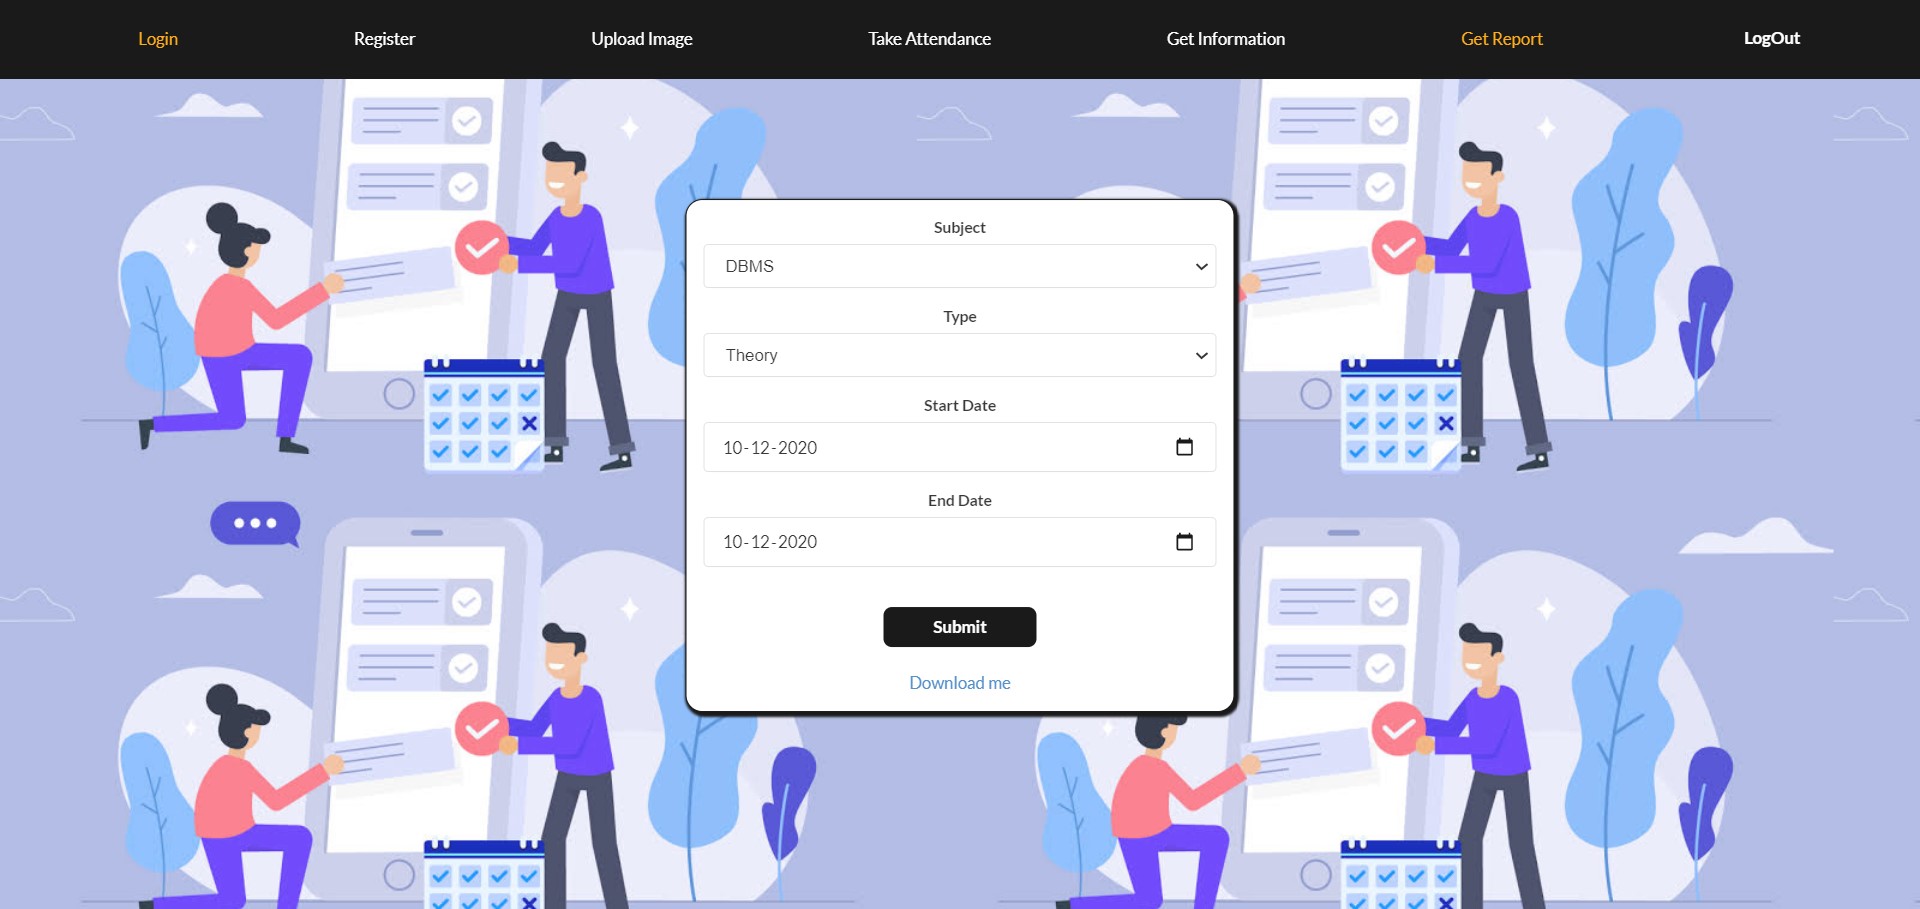 Login Register Upload Image Take Attendance Get Information Get Report LogOut
Subject
DBMS
Type
Theory
Start Date
10-12-2020
End Date
10-12-2020
Submit
Download me